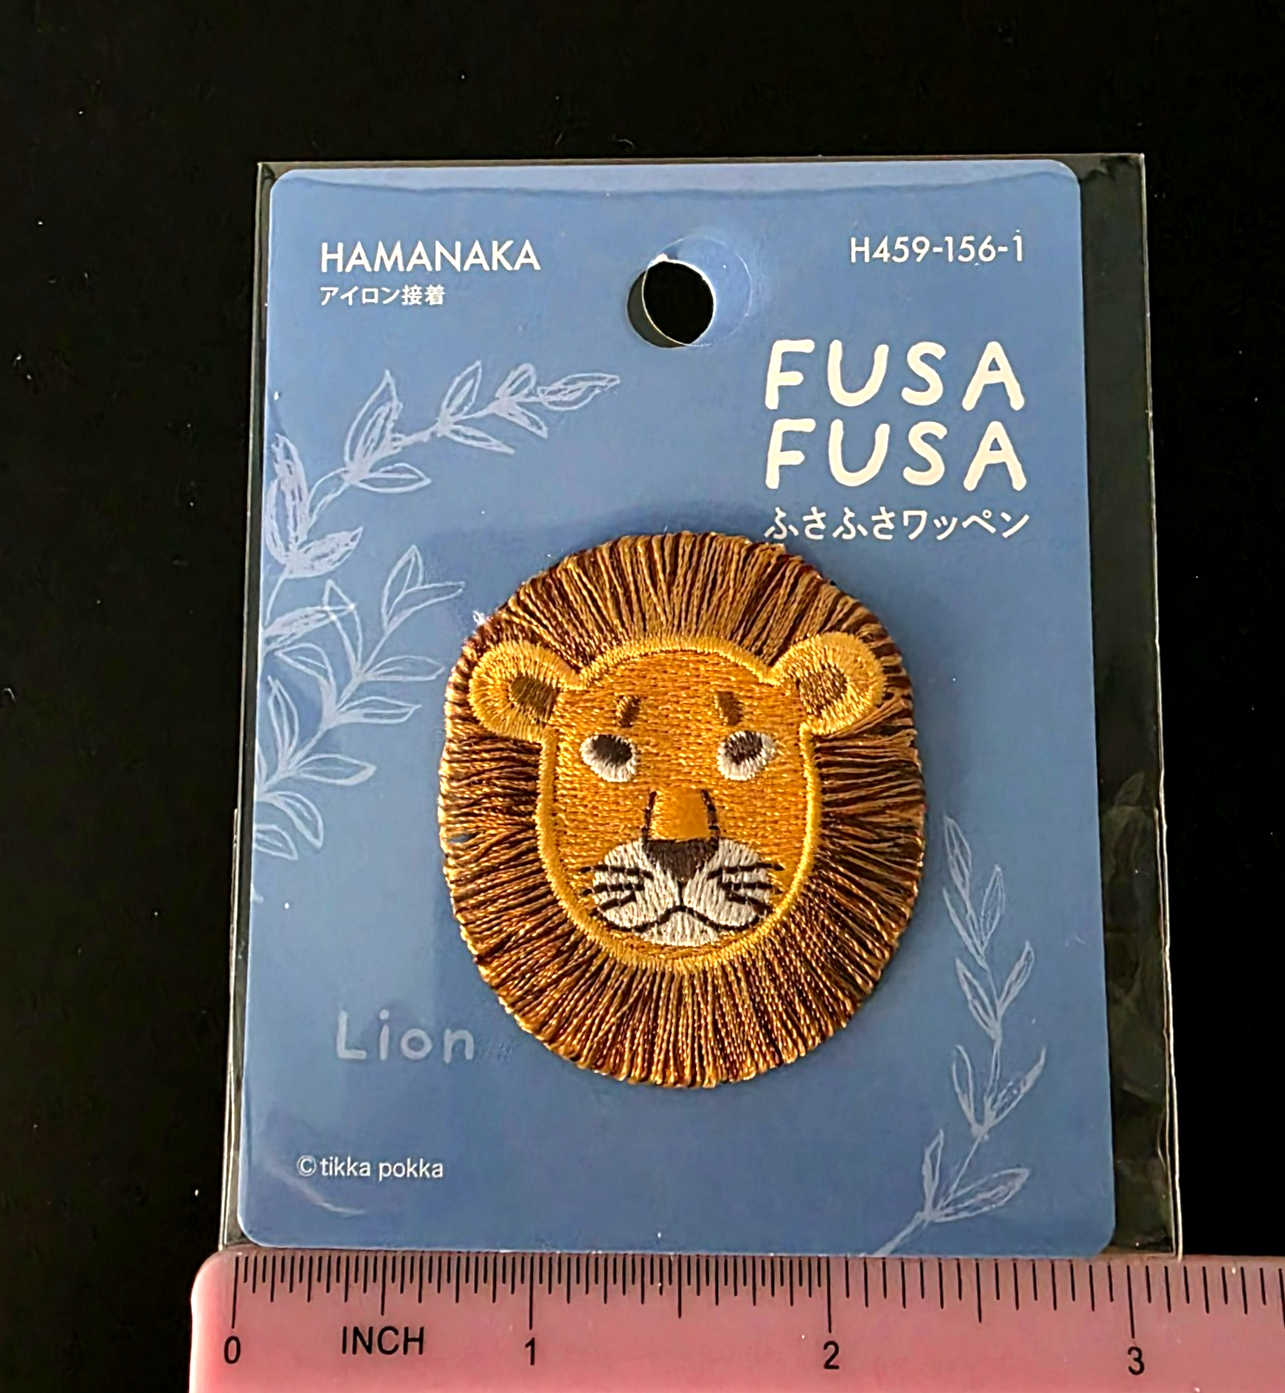 HAMANAKA
アイロン接着
H459-156-1
FUSA
FUSA
ふさふさワッペン
Lion
©tikka pokka
INCH
0 1 2 3